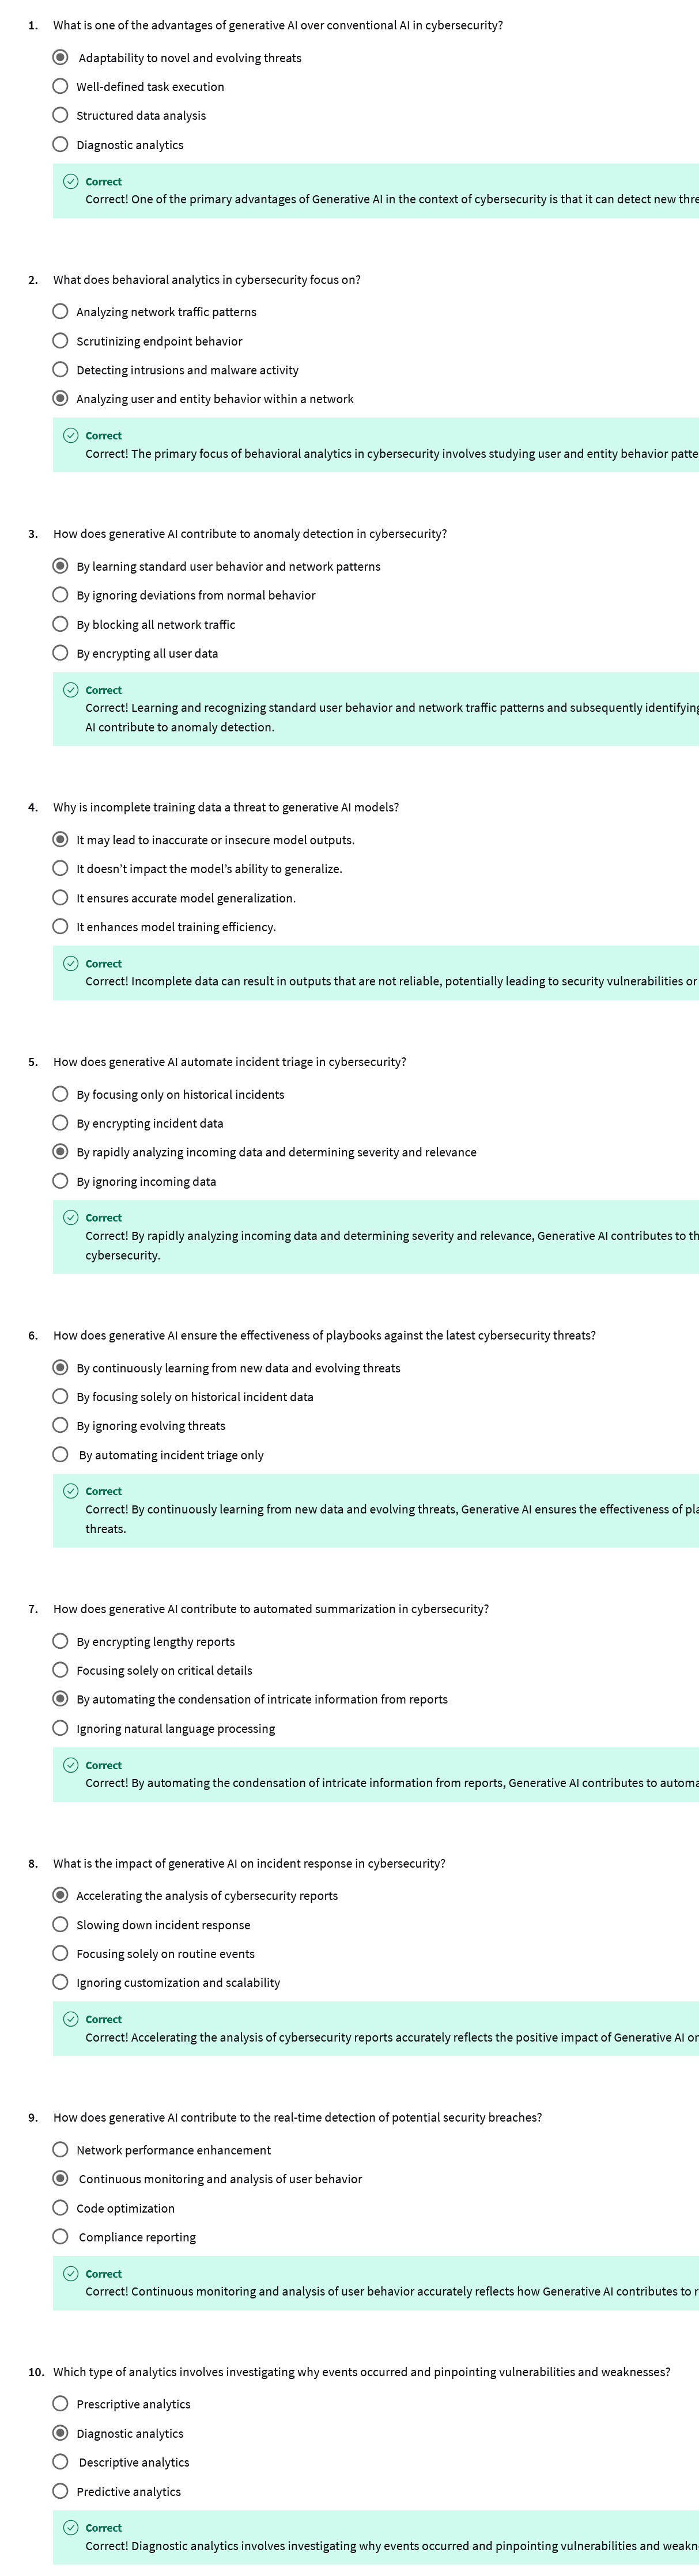 1. What is one of the advantages of generative AI over conventional AI in cybersecurity?
Adaptability to novel and evolving threats
Well-defined task execution
Structured data analysis
Diagnostic analytics
Correct
Correct! One of the primary advantages of Generative AI in the context of cybersecurity is that it can detect new thre
2. What does behavioral analytics in cybersecurity focus on?
Analyzing network traffic patterns
Scrutinizing endpoint behavior
Detecting intrusions and malware activity
Analyzing user and entity behavior within a network
Correct
Correct! The primary focus of behavioral analytics in cybersecurity involves studying user and entity behavior patte
3. How does generative AI contribute to anomaly detection in cybersecurity?
By learning standard user behavior and network patterns
By ignoring deviations from normal behavior
By blocking all network traffic
By encrypting all user data
Correct
Correct! Learning and recognizing standard user behavior and network traffic patterns and subsequently identifying
AI contribute to anomaly detection.
4. Why is incomplete training data a threat to generative AI models?
It may lead to inaccurate or insecure model outputs.
It doesn’t impact the model’s ability to generalize.
It ensures accurate model generalization.
It enhances model training efficiency.
Correct
Correct! Incomplete data can result in outputs that are not reliable, potentially leading to security vulnerabilities or
5. How does generative AI automate incident triage in cybersecurity?
By focusing only on historical incidents
By encrypting incident data
By rapidly analyzing incoming data and determining severity and relevance
By ignoring incoming data
Correct
Correct! By rapidly analyzing incoming data and determining severity and relevance, Generative AI contributes to th
cybersecurity.
6. How does generative AI ensure the effectiveness of playbooks against the latest cybersecurity threats?
By continuously learning from new data and evolving threats
By focusing solely on historical incident data
By ignoring evolving threats
By automating incident triage only
Correct
Correct! By continuously learning from new data and evolving threats, Generative AI ensures the effectiveness of pla
threats.
7. How does generative AI contribute to automated summarization in cybersecurity?
By encrypting lengthy reports
Focusing solely on critical details
By automating the condensation of intricate information from reports
Ignoring natural language processing
Correct
Correct! By automating the condensation of intricate information from reports, Generative AI contributes to automa
8. What is the impact of generative AI on incident response in cybersecurity?
Accelerating the analysis of cybersecurity reports
Slowing down incident response
Focusing solely on routine events
Ignoring customization and scalability
Correct
Correct! Accelerating the analysis of cybersecurity reports accurately reflects the positive impact of Generative AI or
9. How does generative AI contribute to the real-time detection of potential security breaches?
Network performance enhancement
Continuous monitoring and analysis of user behavior
Code optimization
Compliance reporting
Correct
Correct! Continuous monitoring and analysis of user behavior accurately reflects how Generative AI contributes to r
10. Which type of analytics involves investigating why events occurred and pinpointing vulnerabilities and weaknesses?
Prescriptive analytics
Diagnostic analytics
Descriptive analytics
Predictive analytics
Correct
Correct! Diagnostic analytics involves investigating why events occurred and pinpointing vulnerabilities and weakn